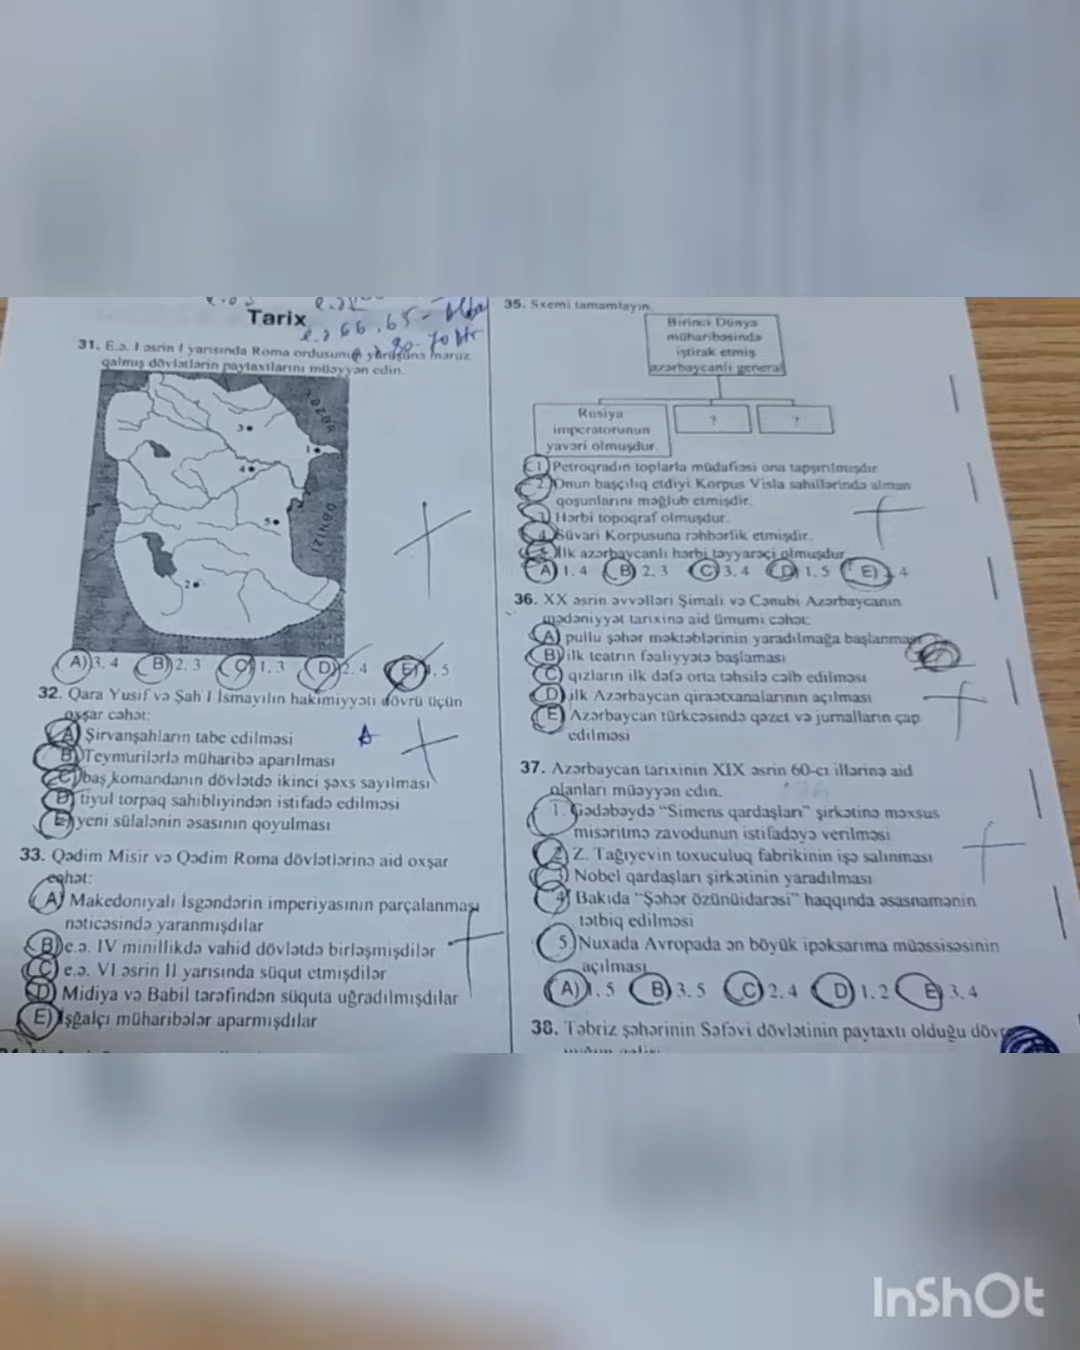 Tarix
31. E.ə. I əsrin I yarısında Roma ordusunun yürüşünə məruz
qalmış dövlətlərin paytaxtlarını müəyyən edin.
XƏZƏR
DƏNİZİ
3
1
4
5
2
A) 3, 4 B) 2, 3 C) 1, 3 D) 2, 4 E) 1, 5
32. Qara Yusif və Şah I İsmayılın hakimiyyəti dövrü üçün
oxşar cəhət:
A) Şirvanşahların tabe edilməsi
B) Teymurilərlə müharibə aparılması
C) baş komandanın dövlətdə ikinci şəxs sayılması
D) tiyul torpaq sahibliyindən istifadə edilməsi
E) yeni sülalənin əsasının qoyulması
33. Qədim Misir və Qədim Roma dövlətlərinə aid oxşar
cəhət:
A) Makedoniyalı İsgəndərin imperiyasının parçalanması
nəticəsində yaranmışdılar
B) e.ə. IV minillikdə vahid dövlətdə birləşmişdilər
C) e.ə. VI əsrin II yarısında süqut etmişdilər
D) Midiya və Babil tərəfindən süquta uğradılmışdılar
E) İşğalçı müharibələr aparmışdılar
35. Sxemi tamamlayın.
Birinci Dünya
müharibəsində
iştirak etmiş
azərbaycanlı general
Rusiya
imperatorunun
yavəri olmuşdur.
?
?
1. Petroqradın toplarla müdafiəsi ona tapşırılmışdır
2. Onun başçılıq etdiyi Korpus Visla sahillərində alman
qoşunlarını məğlub etmişdir.
3. Hərbi topoqraf olmuşdur.
4. Süvari Korpusuna rəhbərlik etmişdir.
5. İlk azərbaycanlı hərbi təyyarəçi olmuşdur
A) 1, 4 B) 2, 3 C) 3, 4 D) 1, 5 E) 4
36. XX əsrin əvvəlləri Şimali və Cənubi Azərbaycanın
mədəniyyət tarixinə aid ümumi cəhət:
A) pullu şəhər məktəblərinin yaradılmağa başlanması
B) ilk teatrın fəaliyyətə başlaması
C) qızların ilk dəfə orta təhsilə cəlb edilməsi
D) ilk Azərbaycan qiraətxanalarının açılması
E) Azərbaycan türkcəsində qəzet və jurnalların çap
edilməsi
37. Azərbaycan tarixinin XIX əsrin 60-cı illərinə aid
olanları müəyyən edin.
1. Gədəbəydə "Simens qardaşları" şirkətinə məxsus
misəritmə zavodunun istifadəyə verilməsi
2. Z. Tağıyevin toxuculuq fabrikinin işə salınması
3. Nobel qardaşları şirkətinin yaradılması
4. Bakıda "Şəhər özünüidarəsi" haqqında əsasnamənin
tətbiq edilməsi
5. Nuxada Avropada ən böyük ipəksarıma müəssisəsinin
açılması
A) 1, 5 B) 3, 5 C) 2, 4 D) 1, 2 E) 3, 4
38. Təbriz şəhərinin Səfəvi dövlətinin paytaxtı olduğu
InShOt